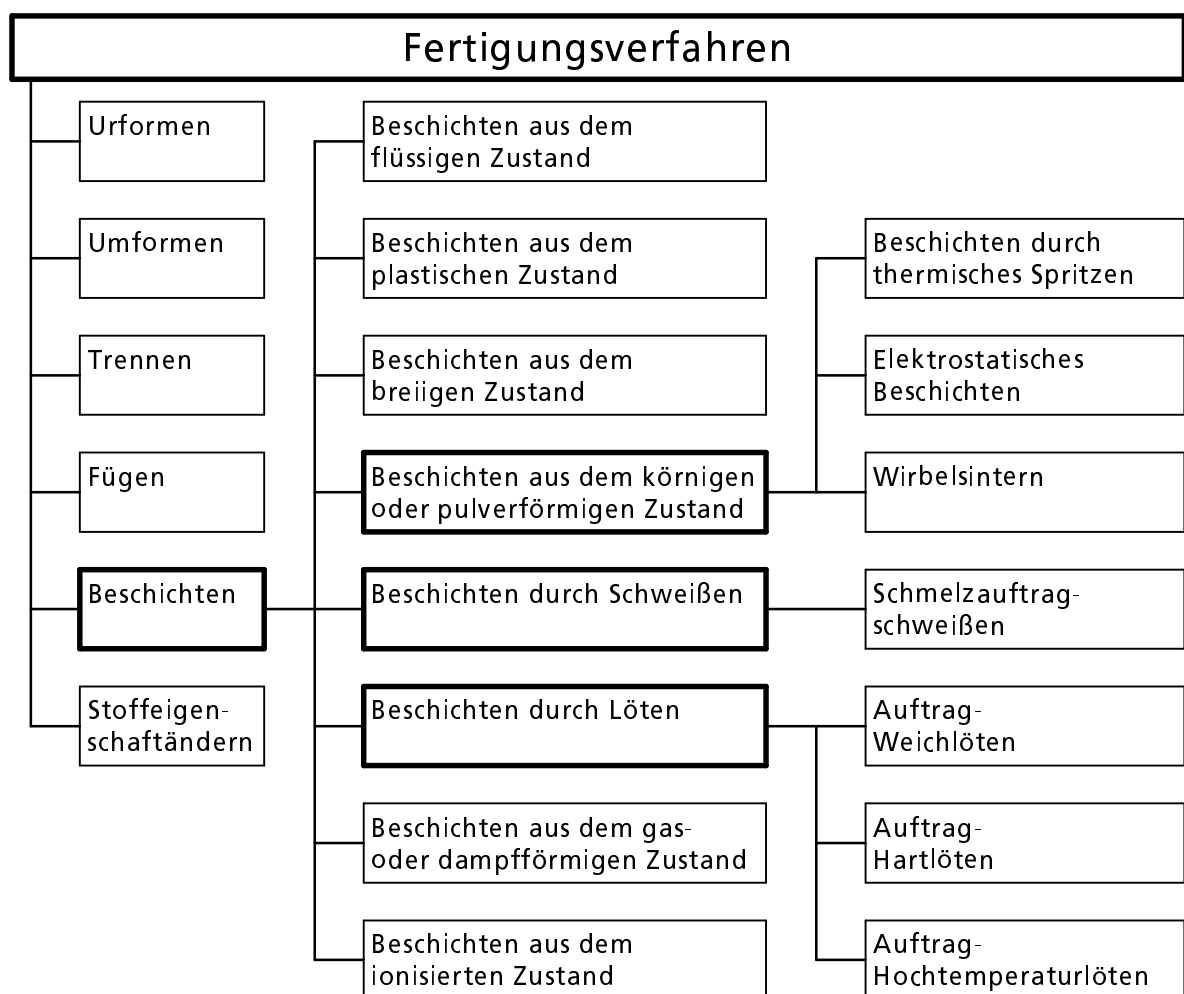 Fertigungsverfahren
Urformen
Umformen
Trennen
Fügen
Beschichten
Stoffeigen-
schaftändern
Beschichten aus dem
flüssigen Zustand
Beschichten aus dem
plastischen Zustand
Beschichten aus dem
breiigen Zustand
Beschichten aus dem körnigen
oder pulverförmigen Zustand
Beschichten durch Schweißen
Beschichten durch Löten
Beschichten aus dem gas-
oder dampfförmigen Zustand
Beschichten aus dem
ionisierten Zustand
Beschichten durch
thermisches Spritzen
Elektrostatisches
Beschichten
Wirbelsintern
Schmelzauftrag-
schweißen
Auftrag-
Weichlöten
Auftrag-
Hartlöten
Auftrag-
Hochtemperaturlöten